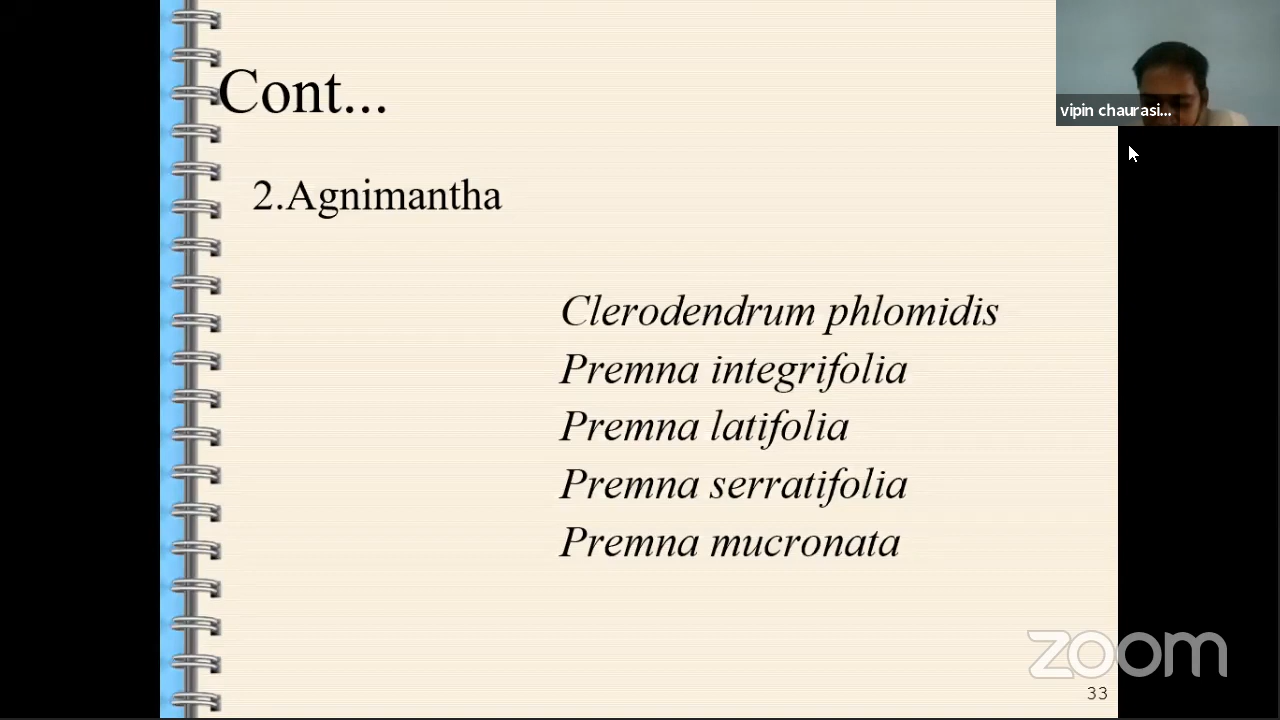 Cont...
vipin chaurasi...
2.Agnimantha
Clerodendrum phlomidis
Premna integrifolia
Premna latifolia
Premna serratifolia
Premna mucronata
zoom
33